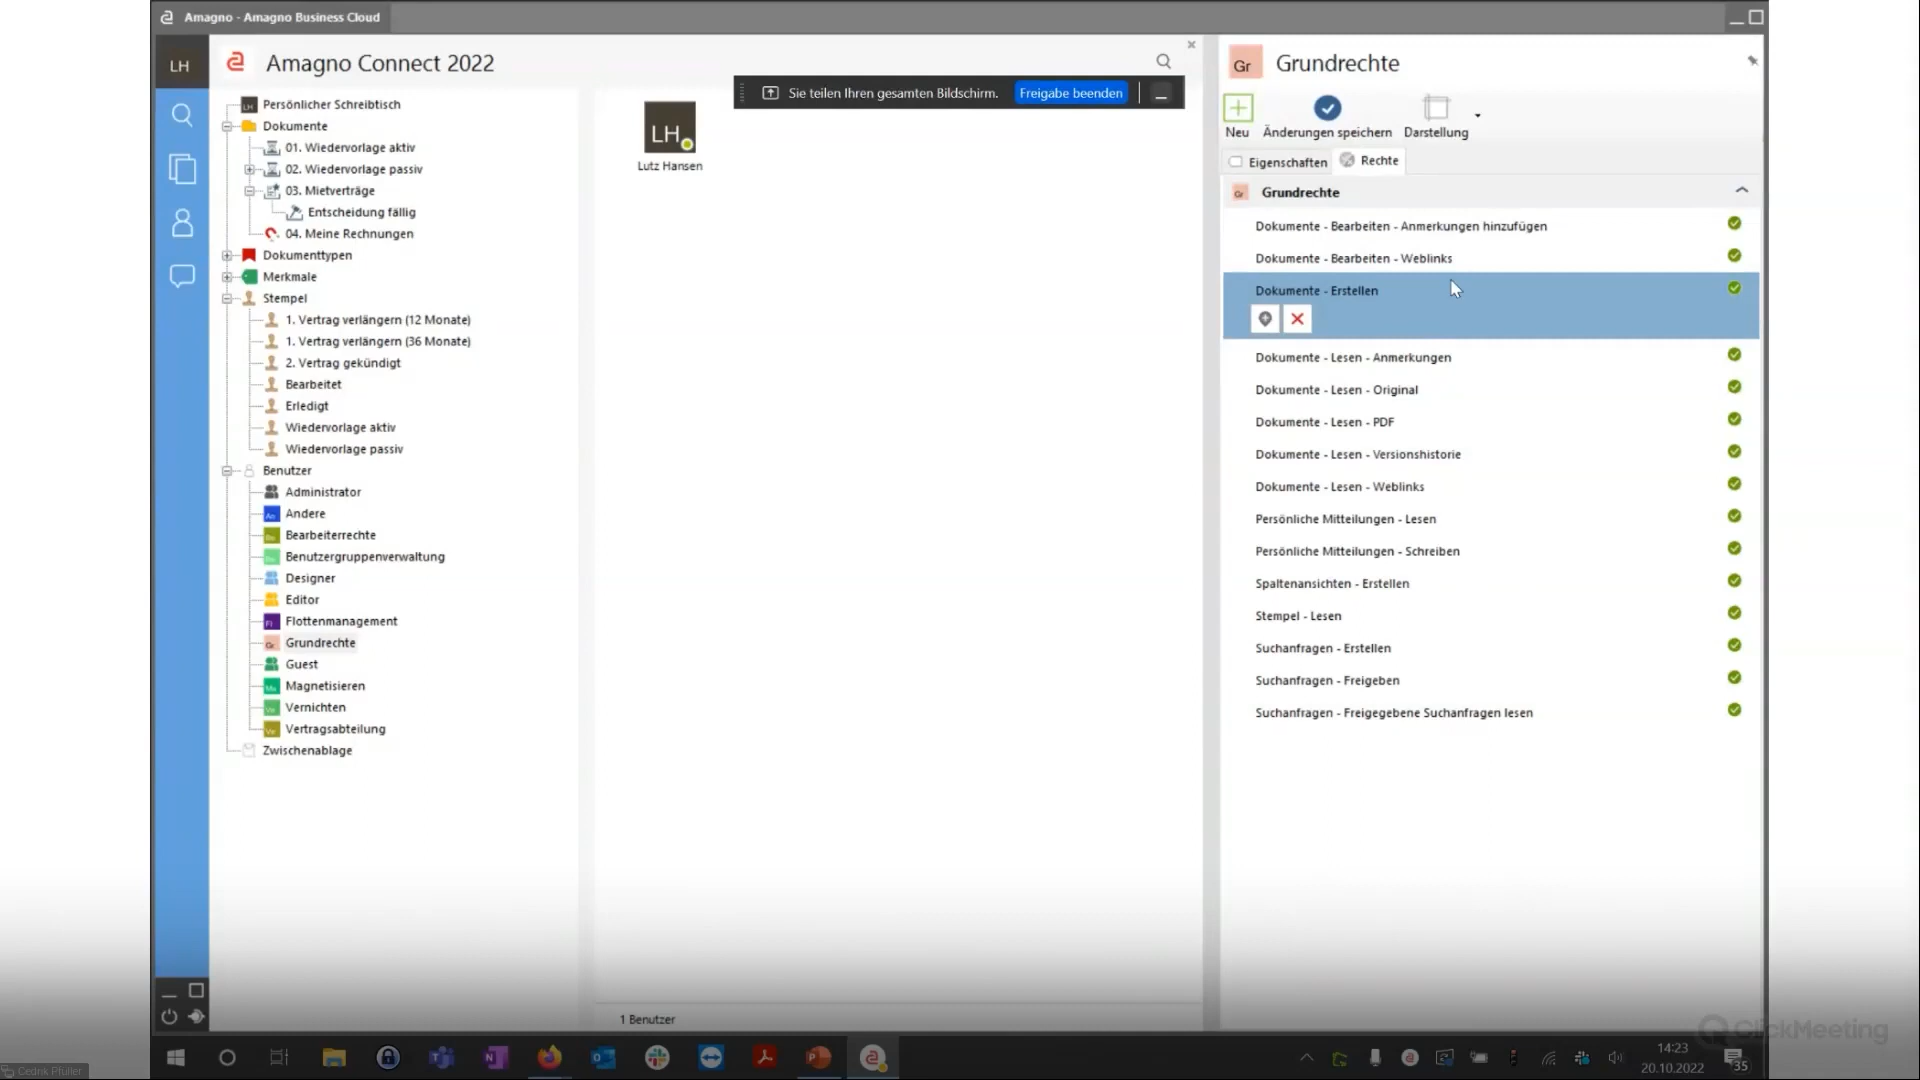 Amagno - Amagno Business Cloud
LH
Amagno Connect 2022
Persönlicher Schreibtisch
Dokumente
01. Wiedervorlage aktiv
02. Wiedervorlage passiv
03. Mietverträge
Entscheidung fällig
04. Meine Rechnungen
Dokumenttypen
Merkmale
Stempel
1. Vertrag verlängern (12 Monate)
1. Vertrag verlängern (36 Monate)
2. Vertrag gekündigt
Bearbeitet
Erledigt
Wiedervorlage aktiv
Wiedervorlage passiv
Benutzer
Administrator
Andere
Bearbeiterrechte
Benutzergruppenverwaltung
Designer
Editor
Flottenmanagement
Grundrechte
Guest
Magnetisieren
Vernichten
Vertragsabteilung
Zwischenablage
Sie teilen Ihren gesamten Bildschirm. Freigabe beenden
LH
Lutz Hansen
1 Benutzer
Gr Grundrechte
Neu Änderungen speichern Darstellung
Eigenschaften Rechte
Gr Grundrechte
Dokumente - Bearbeiten - Anmerkungen hinzufügen
Dokumente - Bearbeiten - Weblinks
Dokumente - Erstellen
Dokumente - Lesen - Anmerkungen
Dokumente - Lesen - Original
Dokumente - Lesen - PDF
Dokumente - Lesen - Versionshistorie
Dokumente - Lesen - Weblinks
Persönliche Mitteilungen - Lesen
Persönliche Mitteilungen - Schreiben
Spaltenansichten - Erstellen
Stempel - Lesen
Suchanfragen - Erstellen
Suchanfragen - Freigeben
Suchanfragen - Freigegebene Suchanfragen lesen
ClickMeeting
14:23
20.10.2022
35
Cedrik Pfuller